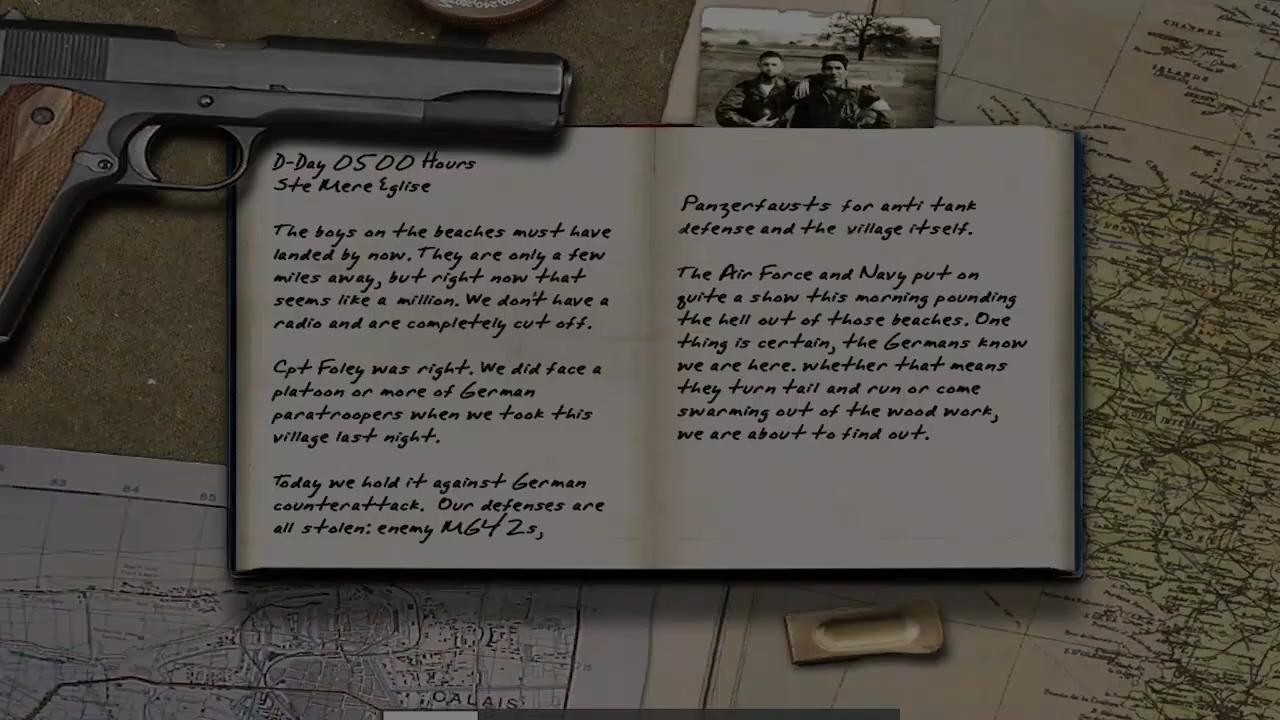 CHANNEL
ISLANDS
D-Day 0500 Hours
Ste Mere Eglise
The boys on the beaches must have
landed by now. They are only a few
miles away, but right now that
seems like a million. We don't have a
radio and are completely cut off.
Cpt Foley was right. We did face a
platoon or more of German
paratroopers when we took this
village last night.
Today we hold it against German
counterattack. Our defenses are
all stolen: enemy MG42s,
Panzerfausts for anti tank
defense and the village itself.
The Air Force and Navy put on
quite a show this morning pounding
the hell out of those beaches. One
thing is certain, the Germans know
we are here. whether that means
they turn tail and run or come
swarming out of the wood work,
we are about to find out.
83 84 85
CALAIS